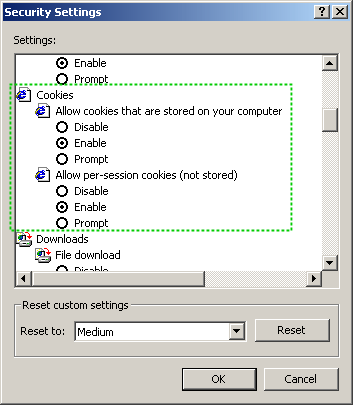 Security Settings
Settings:
Enable
Prompt
Cookies
Allow cookies that are stored on your computer
Disable
Enable
Prompt
Allow per-session cookies (not stored)
Disable
Enable
Prompt
Downloads
File download
Disable
Reset custom settings
Reset to: Medium Reset
OK Cancel